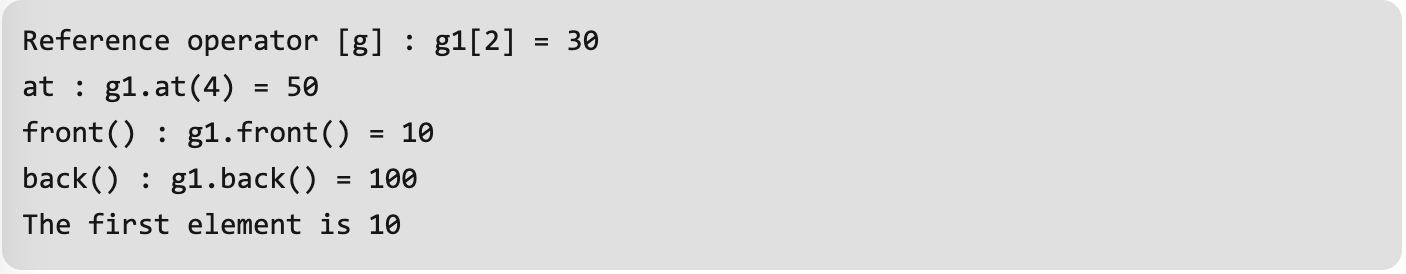 Reference operator [g] : g1[2] = 30
at : g1.at(4) = 50
front() : g1.front() = 10
back() : g1.back() = 100
The first element is 10